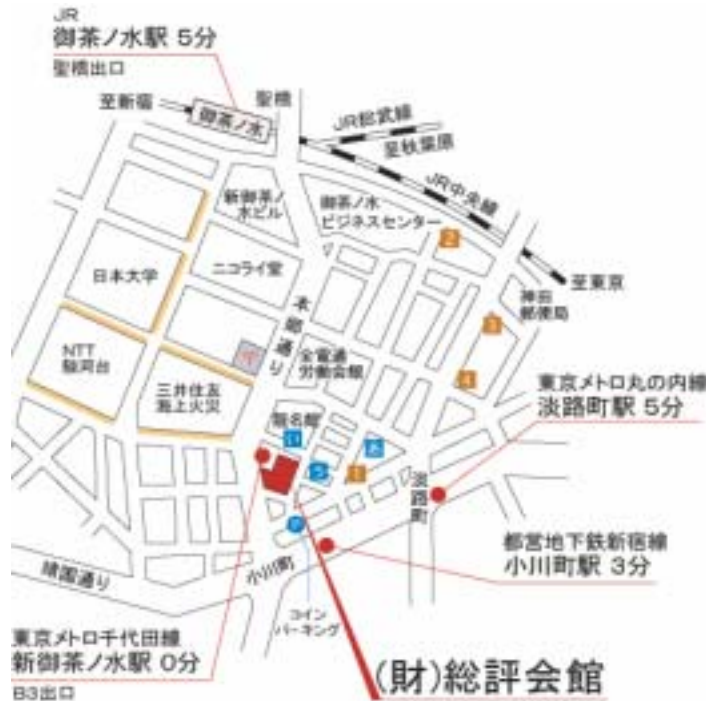 JR
御茶ノ水駅 5分
聖橋出口
至新宿
御茶ノ水
聖橋
JR総武線
至秋葉原
JR中央線
新御茶ノ
水ビル
御茶ノ水
ビジネスセンター
2
至東京
日本大学
ニコライ堂
本郷通り
神田
郵便局
3
NTT
駿河台
三井住友
海上火災
全電通
労働会館
4
東京メトロ丸の内線
淡路町駅 5分
1
淡路町
都営地下鉄新宿線
小川町駅 3分
靖国通り
小川町
コイン
パーキング
東京メトロ千代田線
新御茶ノ水駅 0分
B3出口
(財)総評会館